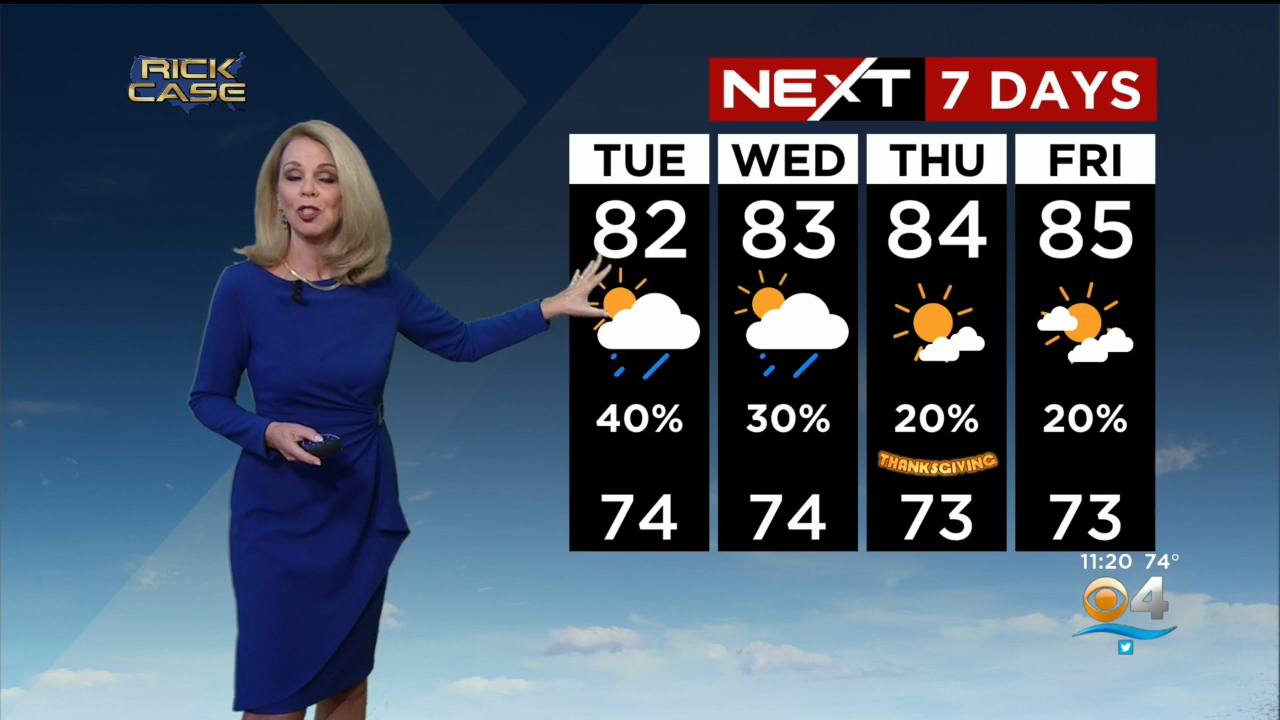 RICK
CASE
NEXT 7 DAYS
TUE WED THU FRI
82 83 84 85
40% 30% 20% 20%
THANKSGIVING
74 74 73 73
11:20 74°
4